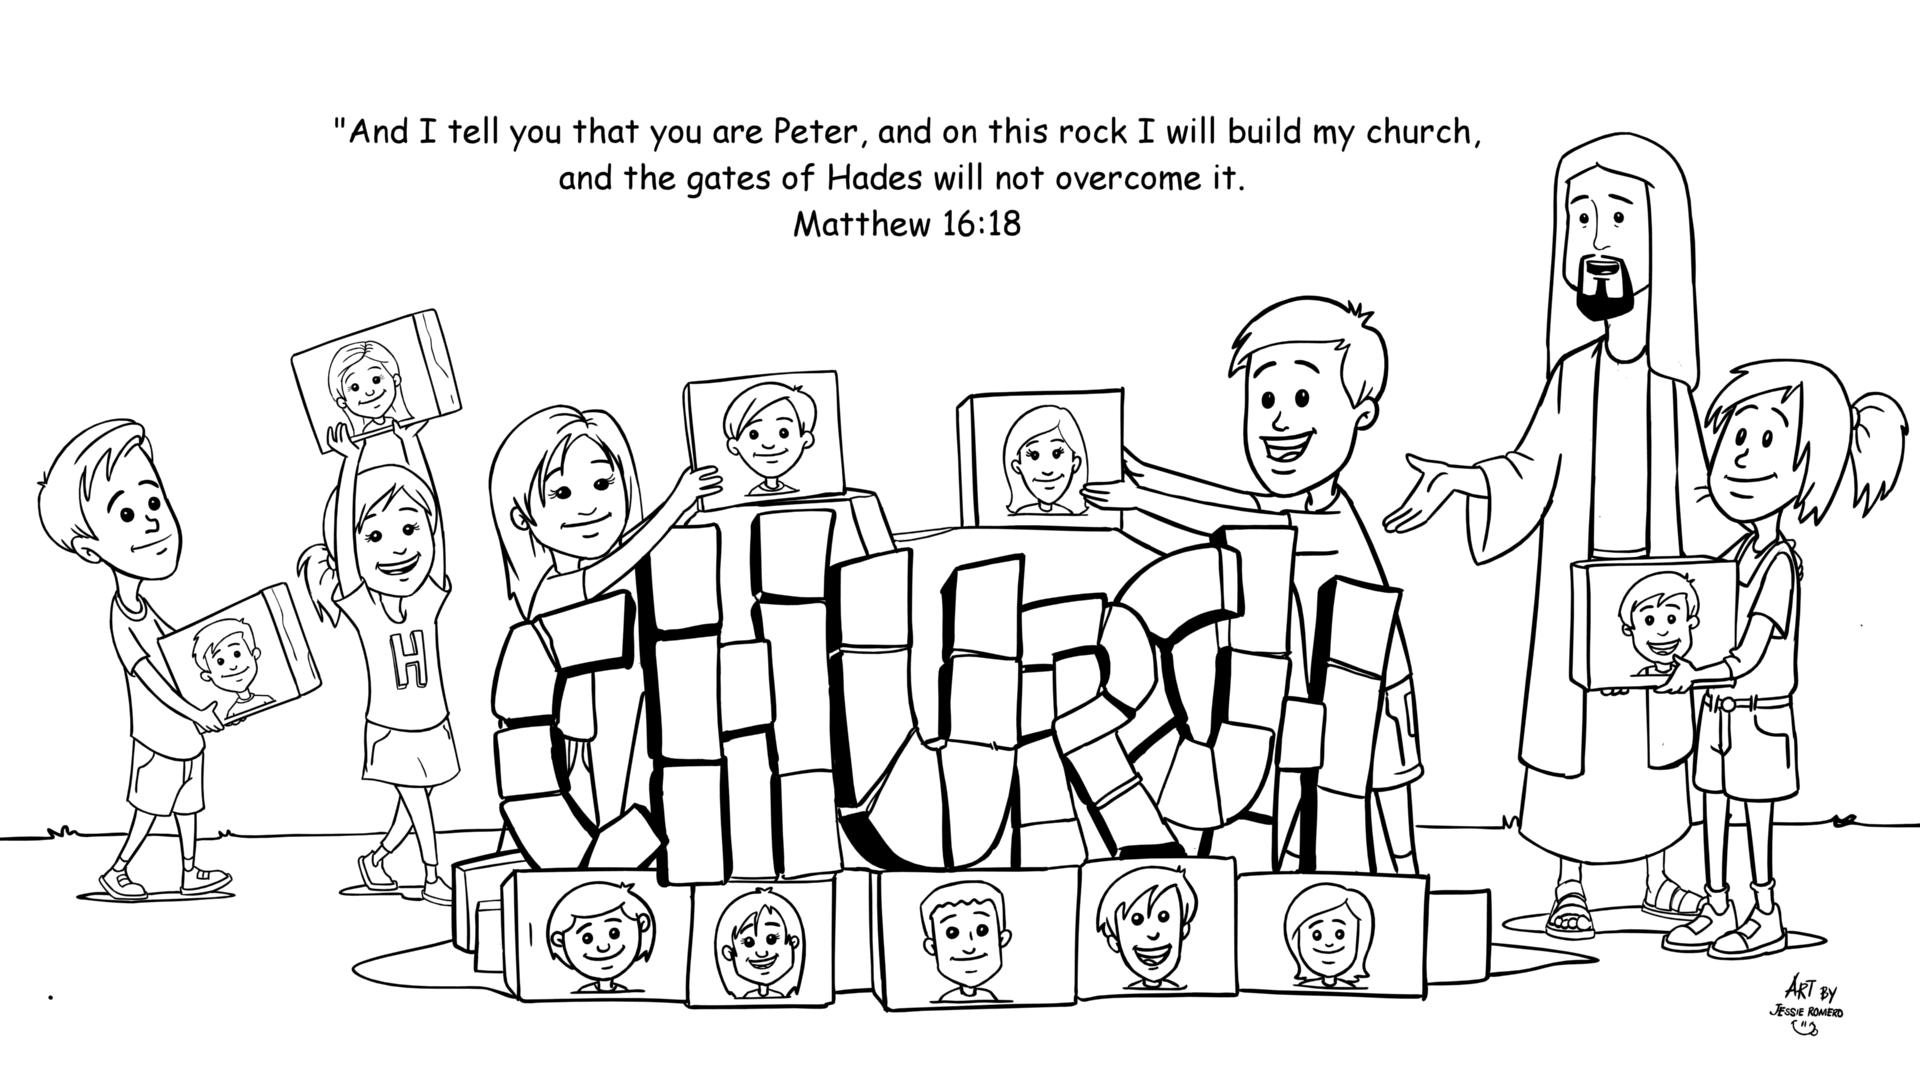 "And I tell you that you are Peter, and on this rock I will build my church,
and the gates of Hades will not overcome it.
Matthew 16:18
H
CHURCH
ART BY
JESSIE ROMERO